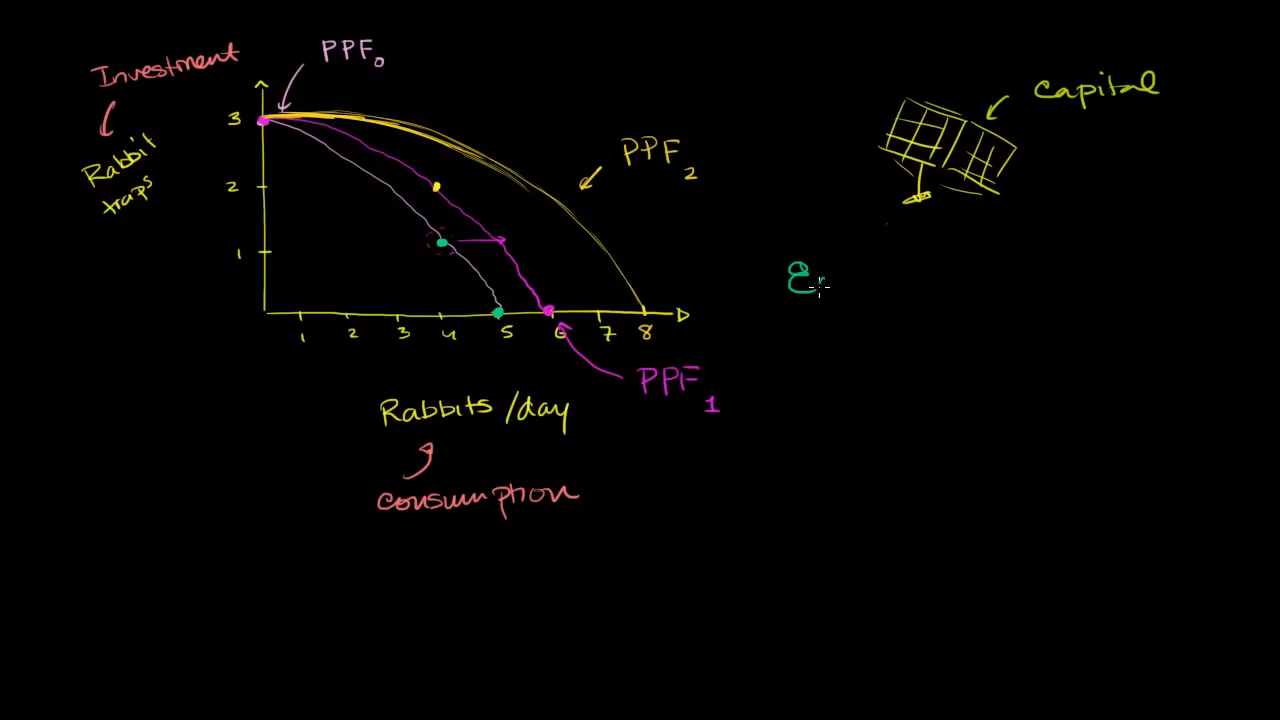 Investment
PPF0
Capital
3
Rabbit
traps
PPF2
2
1
Er
1 2 3 4 5 6 7 8
PPF1
Rabbits/day
Consumption